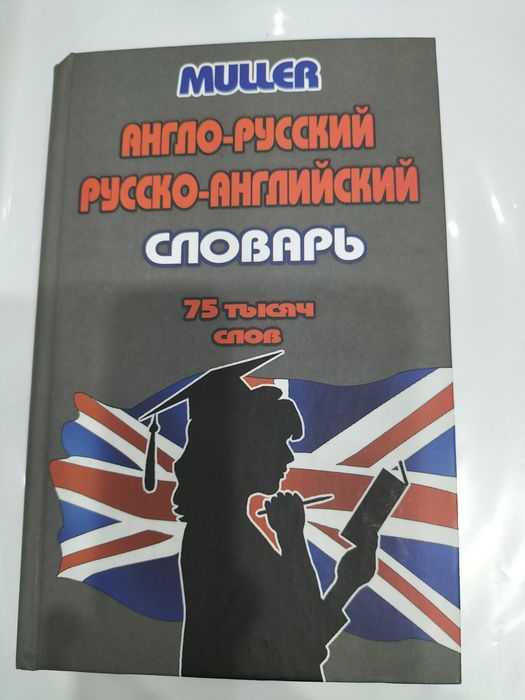 MULLER
АНГЛО-РУССКИЙ
РУССКО-АНГЛИЙСКИЙ
СЛОВАРЬ
75 ТЫСЯЧ
СЛОВ